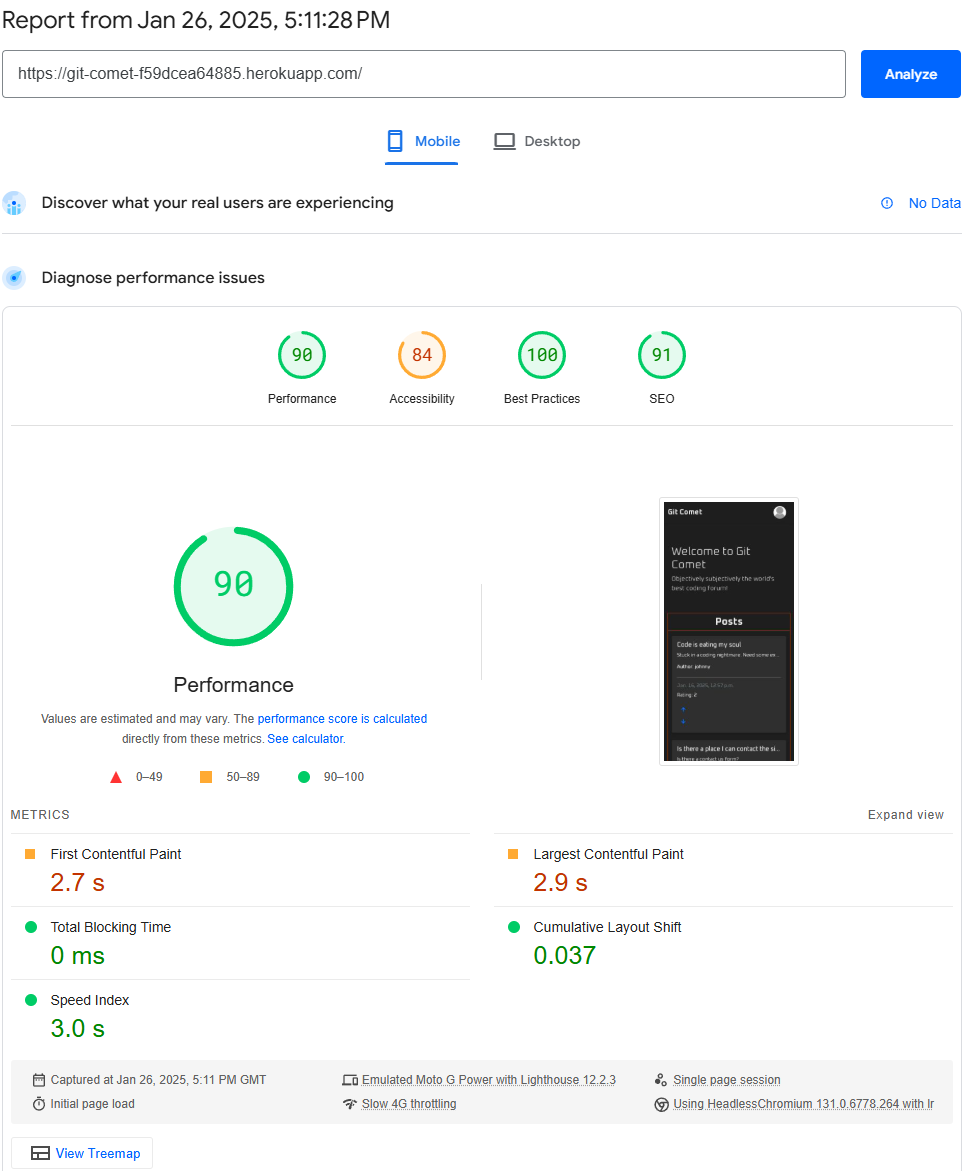 Report from Jan 26, 2025, 5:11:28 PM
https://git-comet-f59dcea64885.herokuapp.com/
Analyze
Mobile
Desktop
Discover what your real users are experiencing
No Data
Diagnose performance issues
90
84
100
91
Performance
Accessibility
Best Practices
SEO
90
Performance
Values are estimated and may vary. The performance score is calculated
directly from these metrics. See calculator.
0–49
50–89
90–100
Git Comet
Welcome to Git
Comet
Objectively subjectively the world's
best coding forum!
Posts
Code is eating my soul
Stuck in a coding nightmare. Need some ex...
Author: johnny
Jan. 16, 2025, 12:57 p.m.
Rating: 2
Is there a place I can contact the si...
Is there a contact us form?
METRICS
Expand view
First Contentful Paint
2.7 s
Largest Contentful Paint
2.9 s
Total Blocking Time
0 ms
Cumulative Layout Shift
0.037
Speed Index
3.0 s
Captured at Jan 26, 2025, 5:11 PM GMT
Emulated Moto G Power with Lighthouse 12.2.3
Single page session
Initial page load
Slow 4G throttling
Using HeadlessChromium 131.0.6778.264 with lr
View Treemap